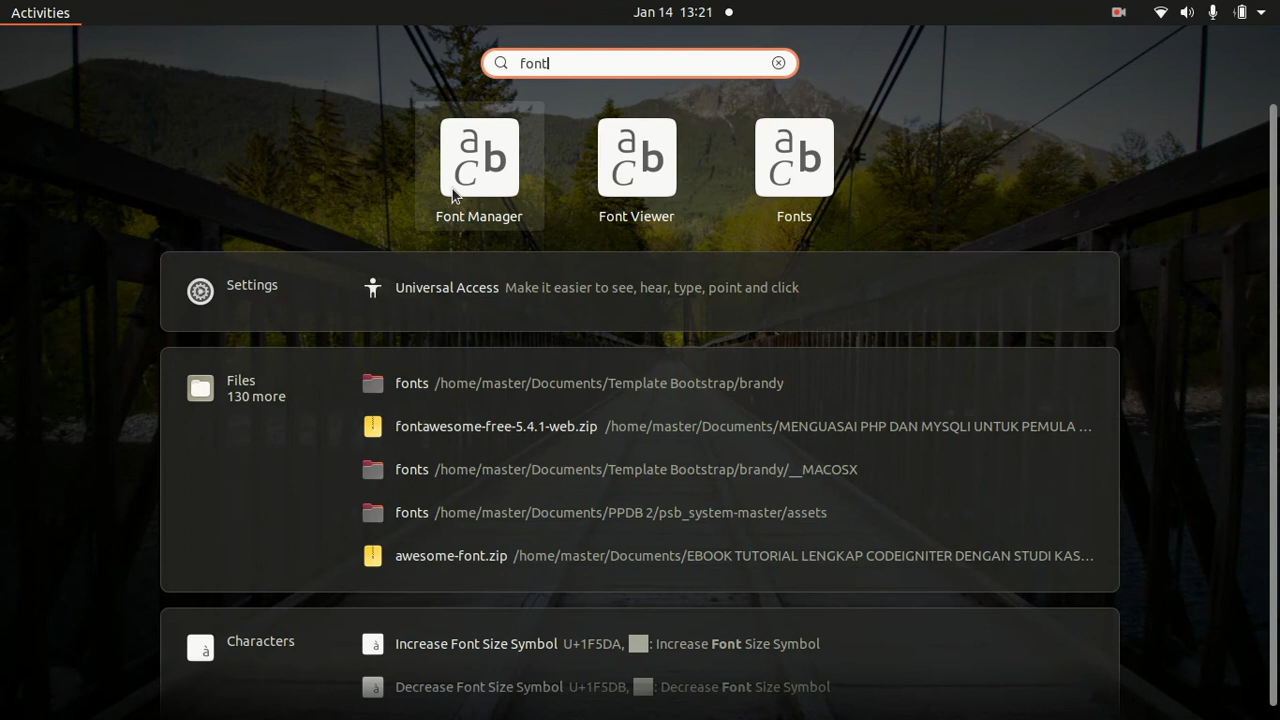 Activities
Jan 14 13:21
font
Font Manager
Font Viewer
Fonts
Settings
Universal Access Make it easier to see, hear, type, point and click
Files
130 more
fonts /home/master/Documents/Template Bootstrap/brandy
fontawesome-free-5.4.1-web.zip /home/master/Documents/MENGUASAI PHP DAN MYSQLI UNTUK PEMULA …
fonts /home/master/Documents/Template Bootstrap/brandy/__MACOSX
fonts /home/master/Documents/PPDB 2/psb_system-master/assets
awesome-font.zip /home/master/Documents/EBOOK TUTORIAL LENGKAP CODEIGNITER DENGAN STUDI KAS…
Characters
Increase Font Size Symbol U+1F5DA, : Increase Font Size Symbol
Decrease Font Size Symbol U+1F5DB, : Decrease Font Size Symbol